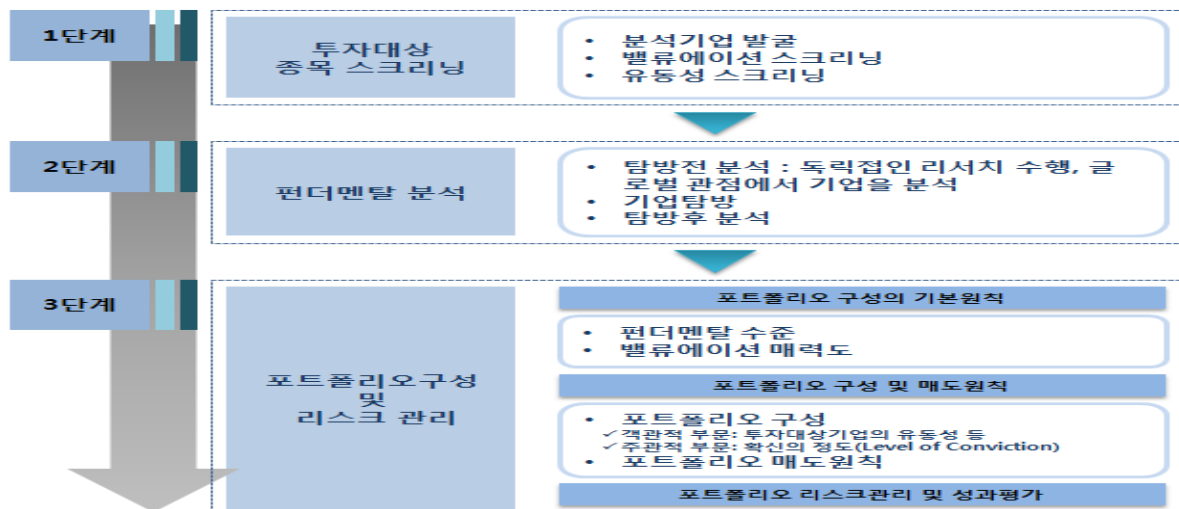 1단계
투자대상
종목 스크리닝
• 분석기업 발굴
• 밸류에이션 스크리닝
• 유동성 스크리닝
2단계
펀더멘탈 분석
• 탐방전 분석 : 독립접인 리서치 수행, 글
로벌 관점에서 기업을 분석
• 기업탐방
• 탐방후 분석
3단계
포트폴리오구성
및
리스크 관리
포트폴리오 구성의 기본원칙
• 펀더멘탈 수준
• 밸류에이션 매력도
포트폴리오 구성 및 매도원칙
• 포트폴리오 구성
✓객관적 부문: 투자대상기업의 유동성 등
✓주관적 부문: 확신의 정도(Level of Conviction)
• 포트폴리오 매도원칙
포트폴리오 리스크관리 및 성과평가